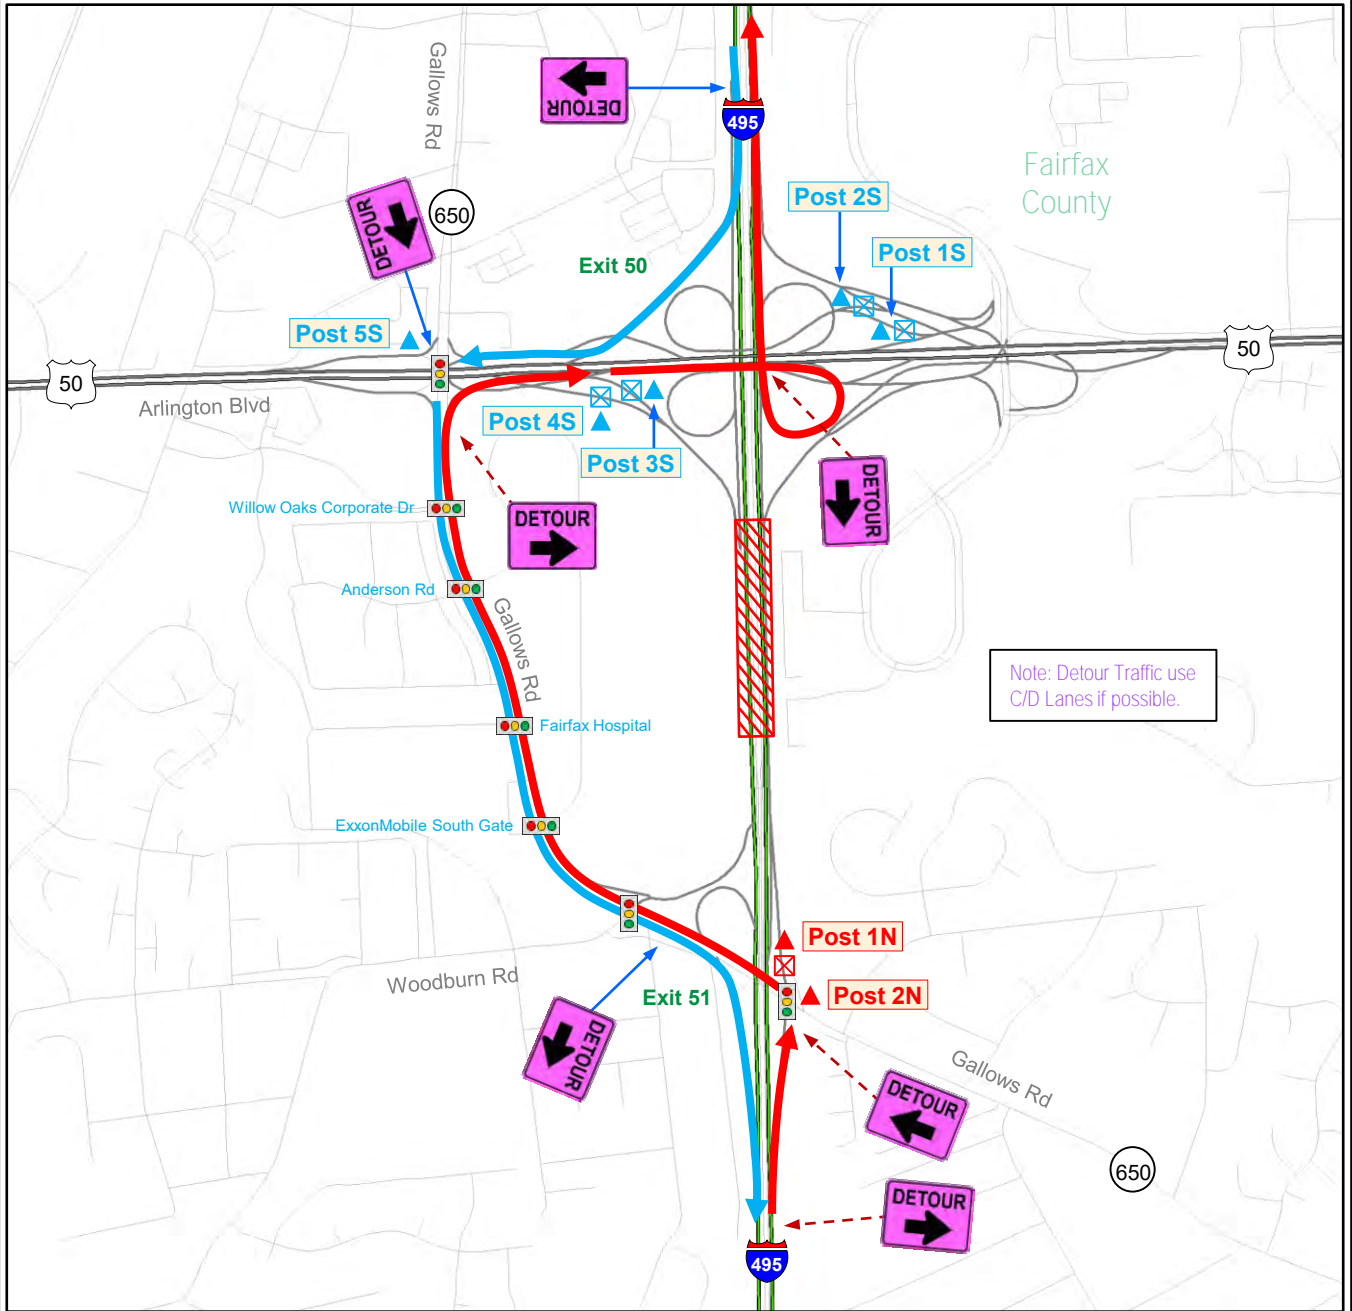 Gallows Rd
DETOUR
495
Fairfax
County
DETOUR
650
Post 2S
Post 1S
Exit 50
Post 5S
50
50
Arlington Blvd
Post 4S
Post 3S
DETOUR
DETOUR
Willow Oaks Corporate Dr
Anderson Rd
Gallows Rd
Note: Detour Traffic use
C/D Lanes if possible.
Fairfax Hospital
ExxonMobile South Gate
Post 1N
Woodburn Rd
Exit 51
Post 2N
DETOUR
Gallows Rd
DETOUR
650
DETOUR
495